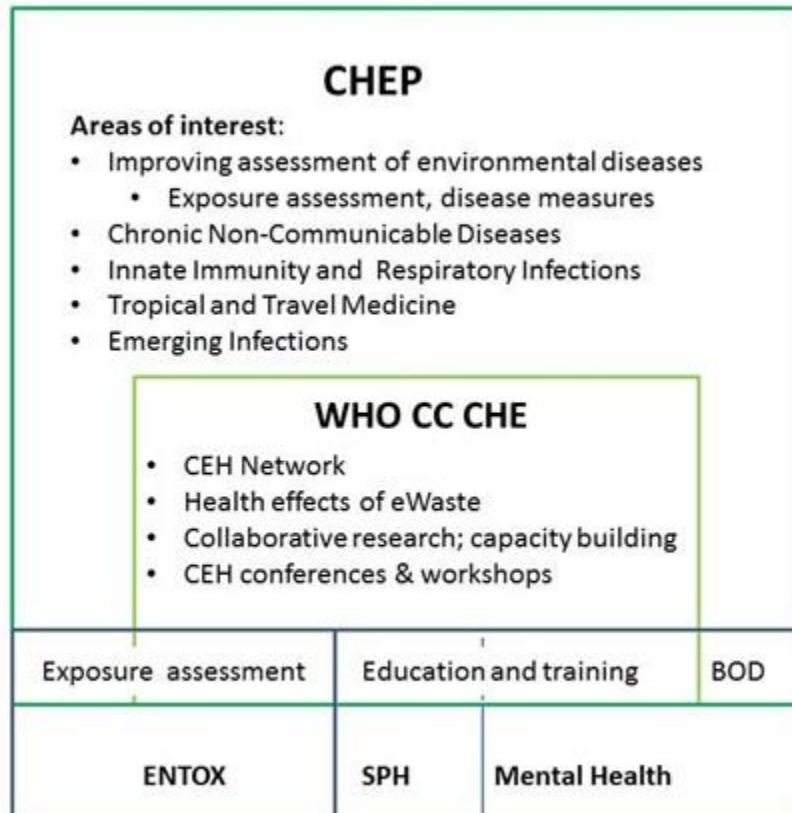 CHEP
Areas of interest:
• Improving assessment of environmental diseases
• Exposure assessment, disease measures
• Chronic Non-Communicable Diseases
• Innate Immunity and Respiratory Infections
• Tropical and Travel Medicine
• Emerging Infections
WHO CC CHE
• CEH Network
• Health effects of eWaste
• Collaborative research; capacity building
• CEH conferences & workshops
Exposure assessment Education and training BOD
ENTOX SPH Mental Health